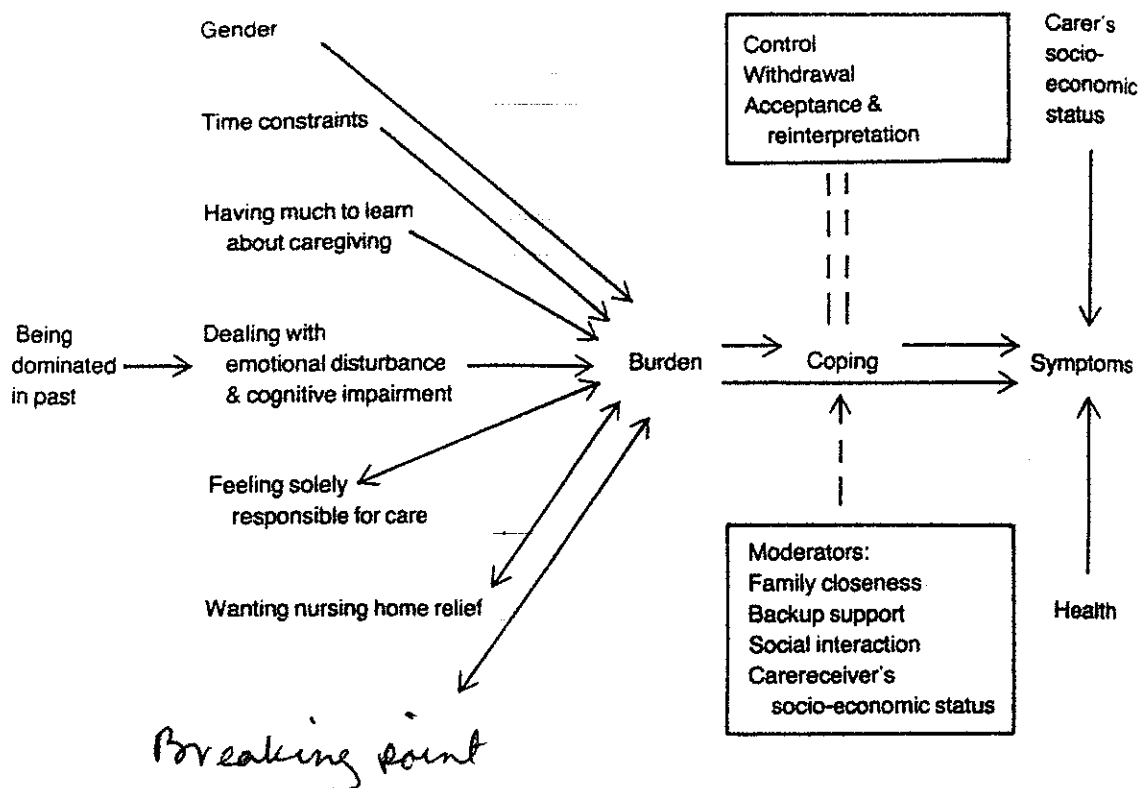 Gender
Time constraints
Having much to learn
about caregiving
Being
dominated
in past
Dealing with
emotional disturbance
& cognitive impairment
Feeling solely
responsible for care
Wanting nursing home relief
Breaking point
Burden
Control
Withdrawal
Acceptance &
reinterpretation
Coping
Moderators:
Family closeness
Backup support
Social interaction
Carereceiver's
socio-economic status
Carer's
socio-
economic
status
Symptoms
Health